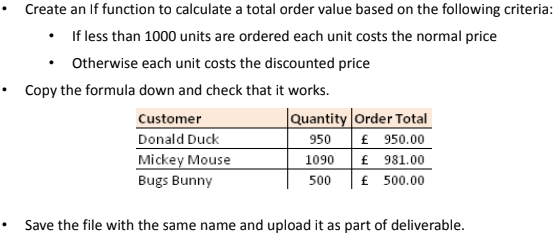 • Create an If function to calculate a total order value based on the following criteria:
• If less than 1000 units are ordered each unit costs the normal price
• Otherwise each unit costs the discounted price
• Copy the formula down and check that it works.
Customer Quantity Order Total
Donald Duck 950 £ 950.00
Mickey Mouse 1090 £ 981.00
Bugs Bunny 500 £ 500.00
• Save the file with the same name and upload it as part of deliverable.